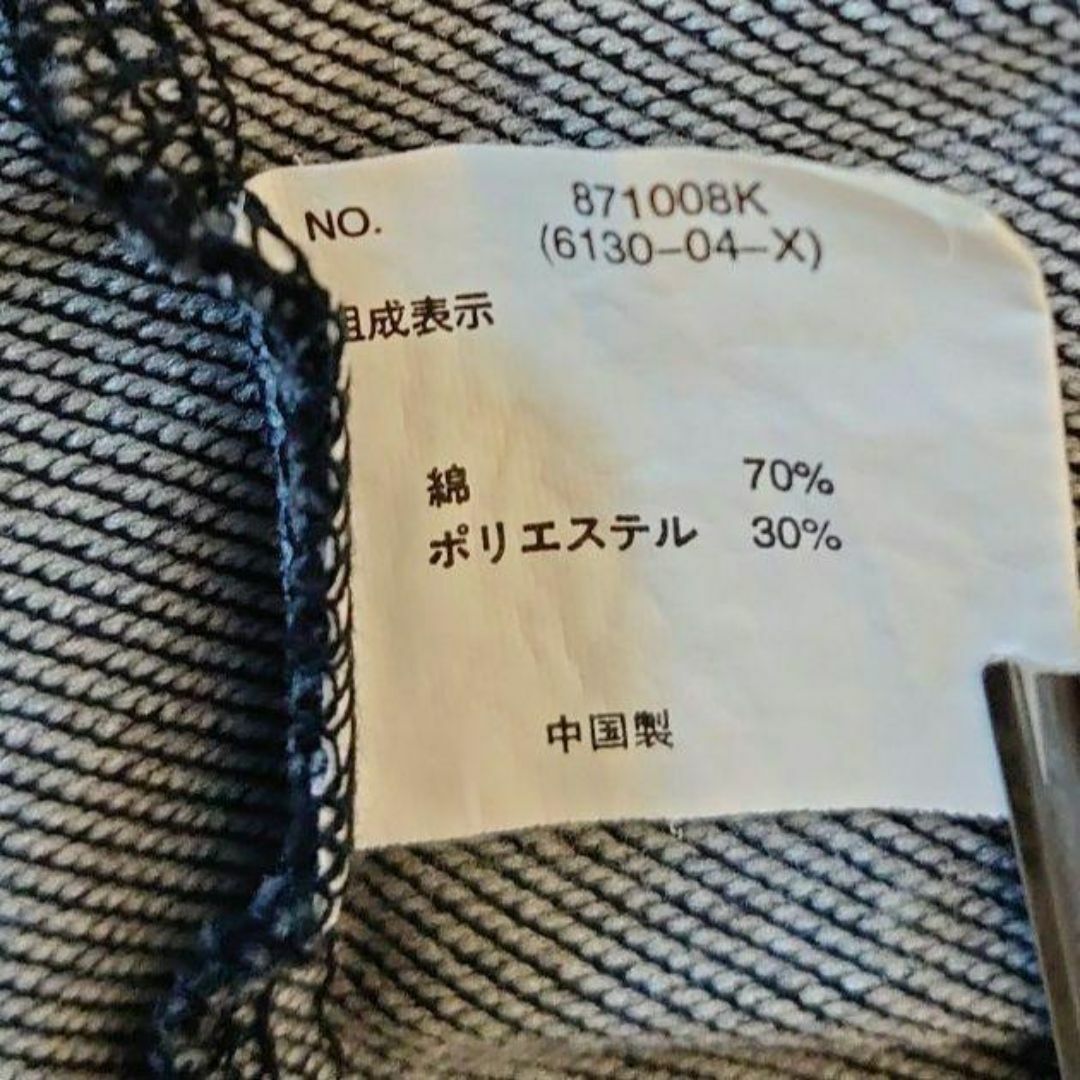 NO. 871008K
(6130-04-X)
組成表示
綿 70%
ポリエステル 30%
中国製